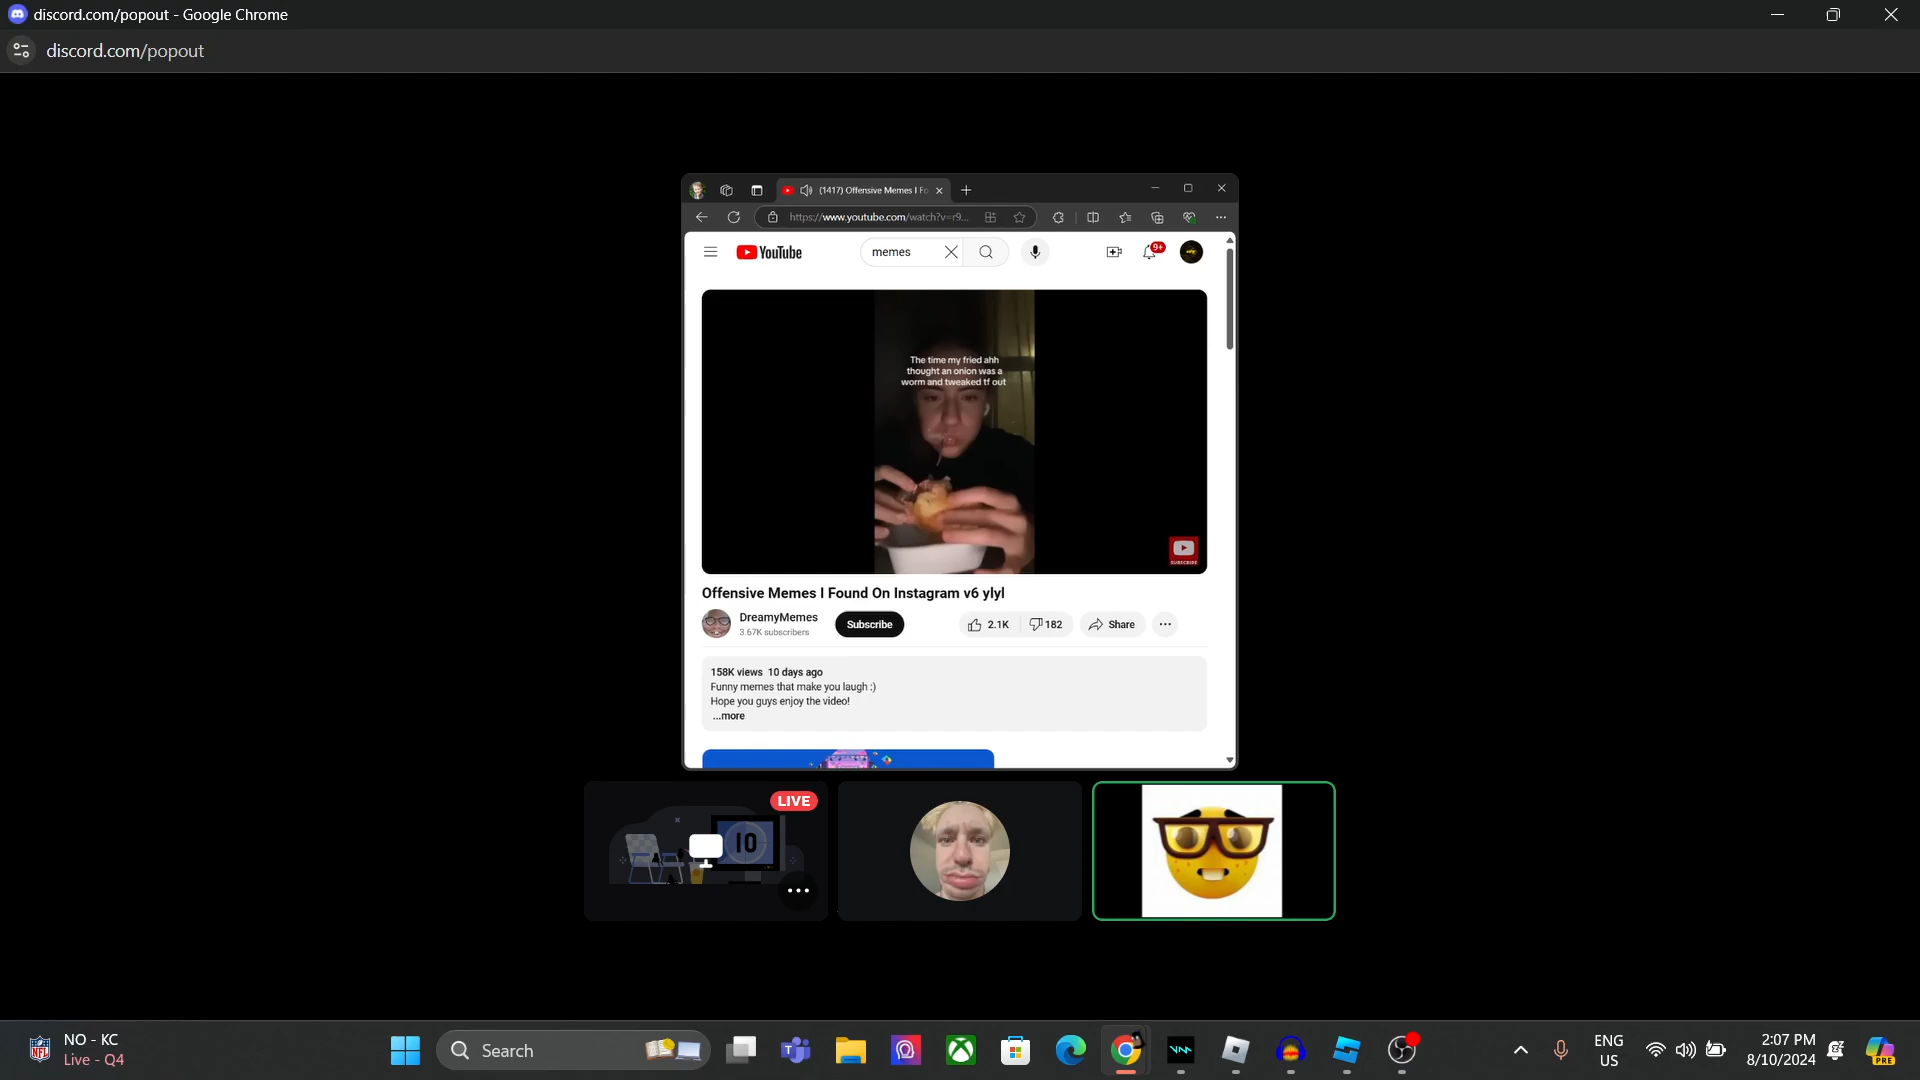 discord.com/popout - Google Chrome
discord.com/popout
(1417) Offensive Memes I Fo
https://www.youtube.com/watch?v=r9...
YouTube
memes
9+
The time my fried ahh
thought an onion was a
worm and tweaked tf out
SUBSCRIBE
Offensive Memes I Found On Instagram v6 ylyl
DreamyMemes
3.67K subscribers
Subscribe
2.1K
182
Share
158K views 10 days ago
Funny memes that make you laugh :)
Hope you guys enjoy the video!
...more
LIVE
10
NFL
NO - KC
Live - Q4
Search
ENG
US
2:07 PM
8/10/2024
PRE